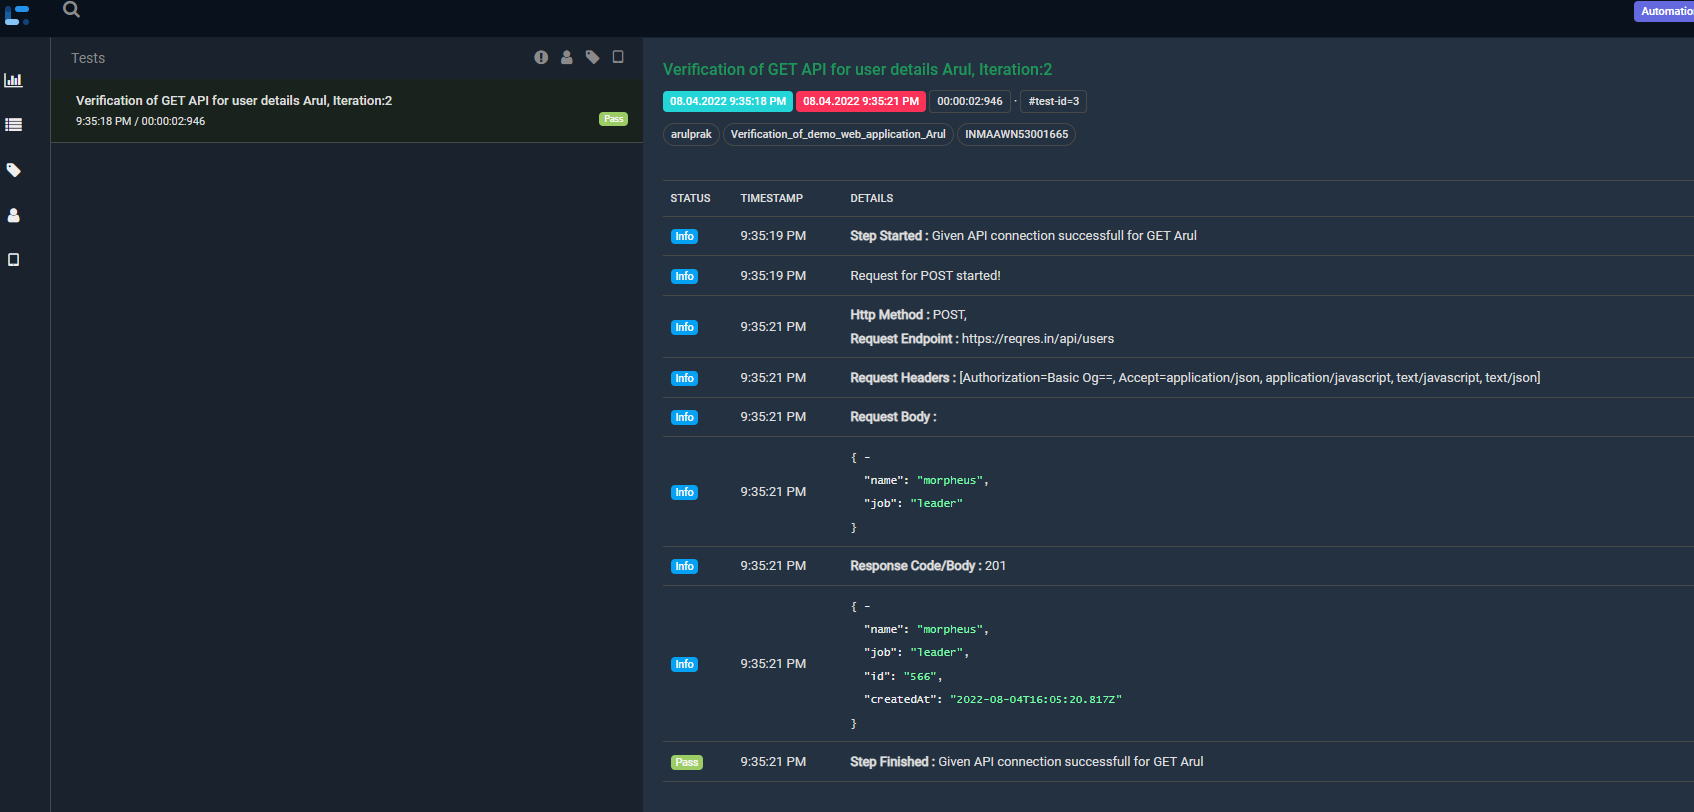 Automatio
Tests
Verification of GET API for user details Arul, Iteration:2
9:35:18 PM / 00:00:02:946
Pass
Verification of GET API for user details Arul, Iteration:2
08.04.2022 9:35:18 PM 08.04.2022 9:35:21 PM 00:00:02:946 · #test-id=3
arulprak Verification_of_demo_web_application_Arul INMAAWN53001665
STATUS TIMESTAMP DETAILS
Info 9:35:19 PM Step Started : Given API connection successfull for GET Arul
Info 9:35:19 PM Request for POST started!
Info 9:35:21 PM Http Method : POST,
Request Endpoint : https://reqres.in/api/users
Info 9:35:21 PM Request Headers : [Authorization=Basic Og==, Accept=application/json, application/javascript, text/javascript, text/json]
Info 9:35:21 PM Request Body :
Info 9:35:21 PM { -
"name": "morpheus",
"job": "leader"
}
Info 9:35:21 PM Response Code/Body : 201
Info 9:35:21 PM { -
"name": "morpheus",
"job": "leader",
"id": "566",
"createdAt": "2022-08-04T16:05:20.817Z"
}
Pass 9:35:21 PM Step Finished : Given API connection successfull for GET Arul